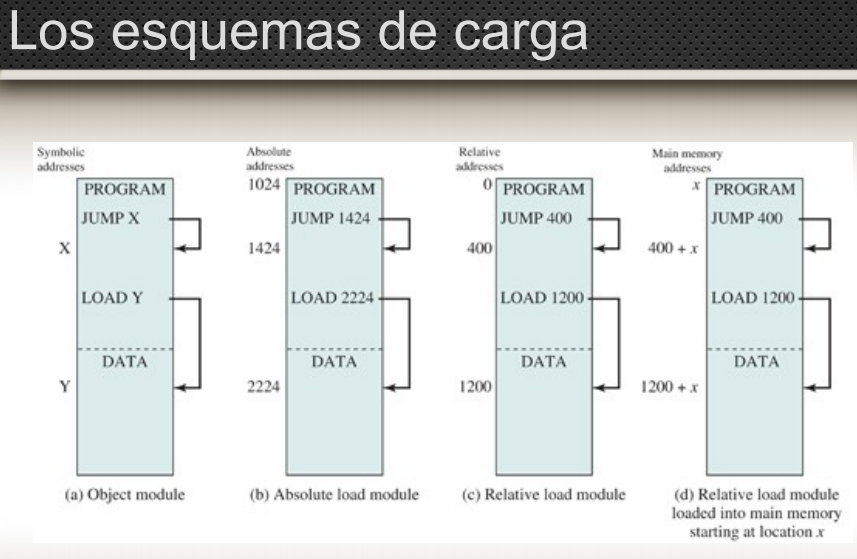 Los esquemas de carga
Symbolic
addresses
PROGRAM
JUMP X
X
LOAD Y
DATA
Y
(a) Object module
Absolute
addresses
1024
PROGRAM
JUMP 1424
1424
LOAD 2224
DATA
2224
(b) Absolute load module
Relative
addresses
0
PROGRAM
JUMP 400
400
LOAD 1200
DATA
1200
(c) Relative load module
Main memory
addresses
x
PROGRAM
JUMP 400
400 + x
LOAD 1200
DATA
1200 + x
(d) Relative load module
loaded into main memory
starting at location x